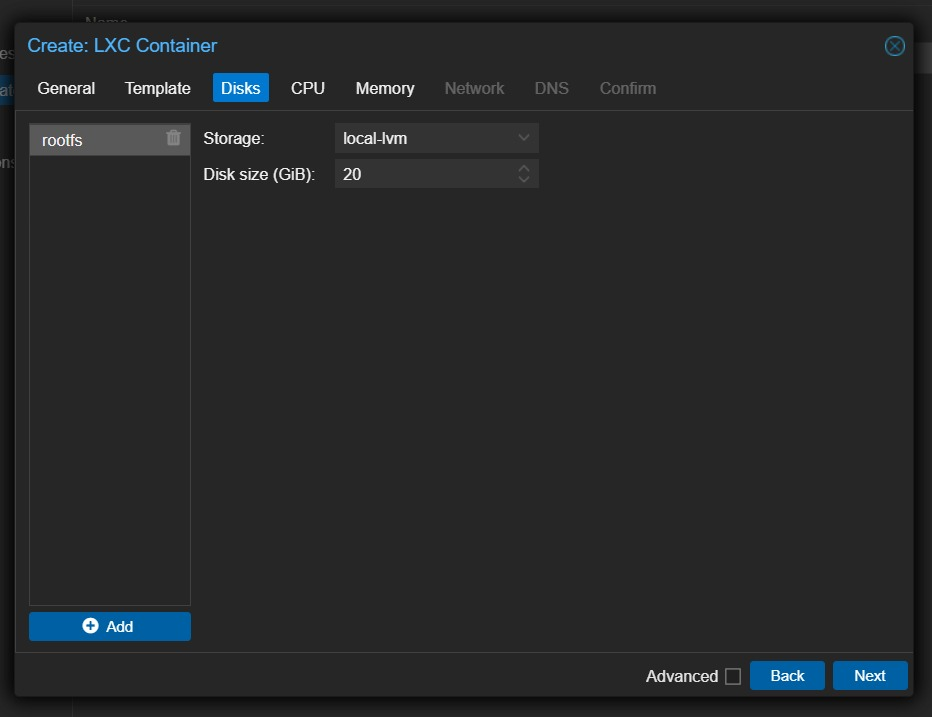 Name
Create: LXC Container
General Template Disks CPU Memory Network DNS Confirm
rootfs
Storage: local-lvm
Disk size (GiB): 20
Add
Advanced Back Next